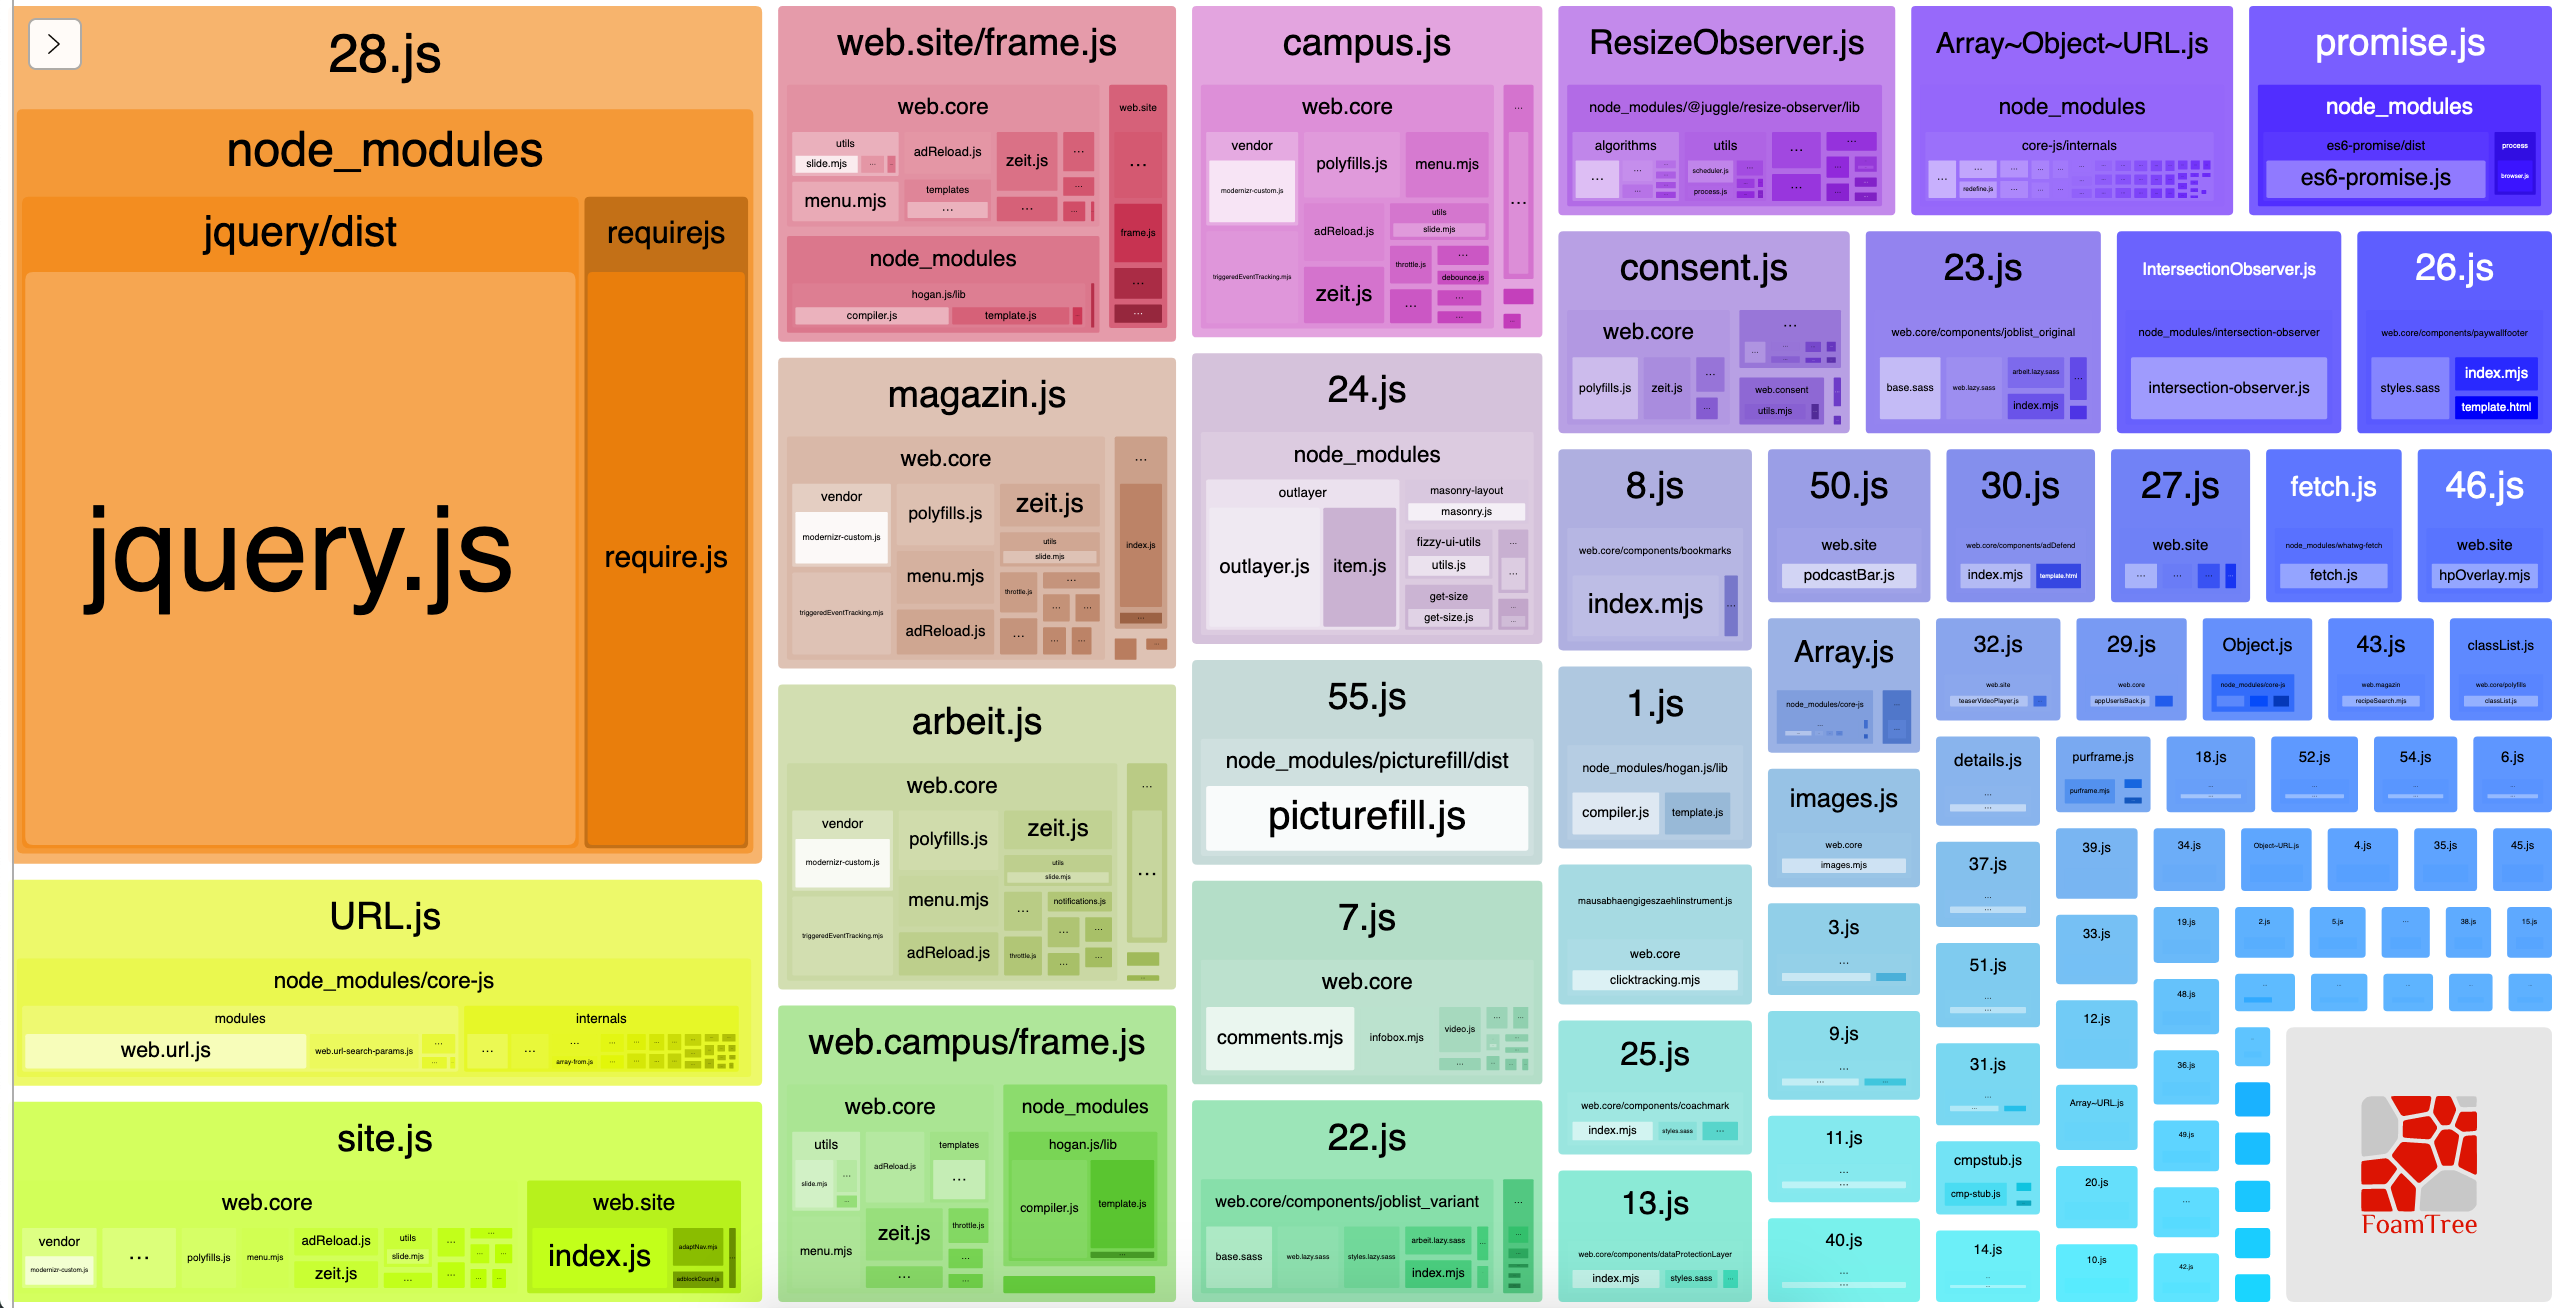 28.js
node_modules
jquery/dist
jquery.js
requirejs
require.js
URL.js
node_modules/core-js
modules
web.url.js
web.url-search-params.js
...
...
internals
...
...
...
array-from.js
site.js
web.core
vendor
modernizr-custom.js
...
polyfills.js
menu.mjs
adReload.js
zeit.js
utils
slide.mjs
...
web.site
index.js
adaptNav.mjs
adblockCount.js
web.site/frame.js
web.core
utils
slide.mjs
...
menu.mjs
adReload.js
templates
...
zeit.js
...
...
...
...
node_modules
hogan.js/lib
compiler.js
template.js
web.site
...
frame.js
...
...
magazin.js
web.core
vendor
modernizr-custom.js
triggeredEventTracking.mjs
polyfills.js
menu.mjs
adReload.js
zeit.js
utils
slide.mjs
throttle.js
...
...
...
...
index.js
arbeit.js
web.core
vendor
modernizr-custom.js
triggeredEventTracking.mjs
polyfills.js
menu.mjs
adReload.js
zeit.js
utils
slide.mjs
...
notifications.js
throttle.js
...
...
...
...
web.campus/frame.js
web.core
utils
slide.mjs
...
menu.mjs
adReload.js
templates
...
zeit.js
throttle.js
...
...
node_modules
hogan.js/lib
compiler.js
template.js
campus.js
web.core
vendor
modernizr-custom.js
triggeredEventTracking.mjs
polyfills.js
menu.mjs
adReload.js
utils
slide.mjs
zeit.js
throttle.js
...
debounce.js
...
...
...
...
24.js
node_modules
outlayer
outlayer.js
item.js
masonry-layout
masonry.js
fizzy-ui-utils
utils.js
get-size
get-size.js
...
...
55.js
node_modules/picturefill/dist
picturefill.js
7.js
web.core
comments.mjs
infobox.mjs
video.js
22.js
web.core/components/joblist_variant
base.sass
web.lazy.sass
styles.lazy.sass
arbeit.lazy.sass
index.mjs
...
ResizeObserver.js
node_modules/@juggle/resize-observer/lib
algorithms
...
utils
scheduler.js
process.js
...
...
Array~Object~URL.js
node_modules
core-js/internals
...
redefine.js
promise.js
node_modules
es6-promise/dist
es6-promise.js
process
browser.js
consent.js
web.core
polyfills.js
zeit.js
...
...
...
web.consent
utils.mjs
23.js
web.core/components/joblist_original
base.sass
web.lazy.sass
arbeit.lazy.sass
index.mjs
IntersectionObserver.js
node_modules/intersection-observer
intersection-observer.js
26.js
web.core/components/paywallfooter
styles.sass
index.mjs
template.html
8.js
web.core/components/bookmarks
index.mjs
...
50.js
web.site
podcastBar.js
30.js
web.core/components/adDefend
index.mjs
template.html
27.js
web.site
...
...
...
fetch.js
node_modules/whatwg-fetch
fetch.js
46.js
web.site
hpOverlay.mjs
Array.js
node_modules/core-js
32.js
web.site
teaserVideoPlayer.js
29.js
web.core
appUserIsBack.js
Object.js
node_modules/core-js
43.js
web.magazin
recipeSearch.mjs
classList.js
web.core/polyfills
classList.js
1.js
node_modules/hogan.js/lib
compiler.js
template.js
images.js
web.core
images.mjs
details.js
...
purframe.js
purframe.mjs
18.js
52.js
54.js
6.js
37.js
...
39.js
34.js
Object~URL.js
4.js
35.js
45.js
mausabhaengigeszaehlinstrument.js
web.core
clicktracking.mjs
3.js
...
51.js
...
33.js
19.js
2.js
5.js
...
38.js
15.js
25.js
web.core/components/coachmark
index.mjs
styles.sass
...
9.js
...
31.js
...
12.js
48.js
36.js
11.js
...
cmpstub.js
cmp-stub.js
Array~URL.js
49.js
13.js
web.core/components/dataProtectionLayer
index.mjs
styles.sass
...
40.js
...
14.js
20.js
...
10.js
42.js
FoamTree